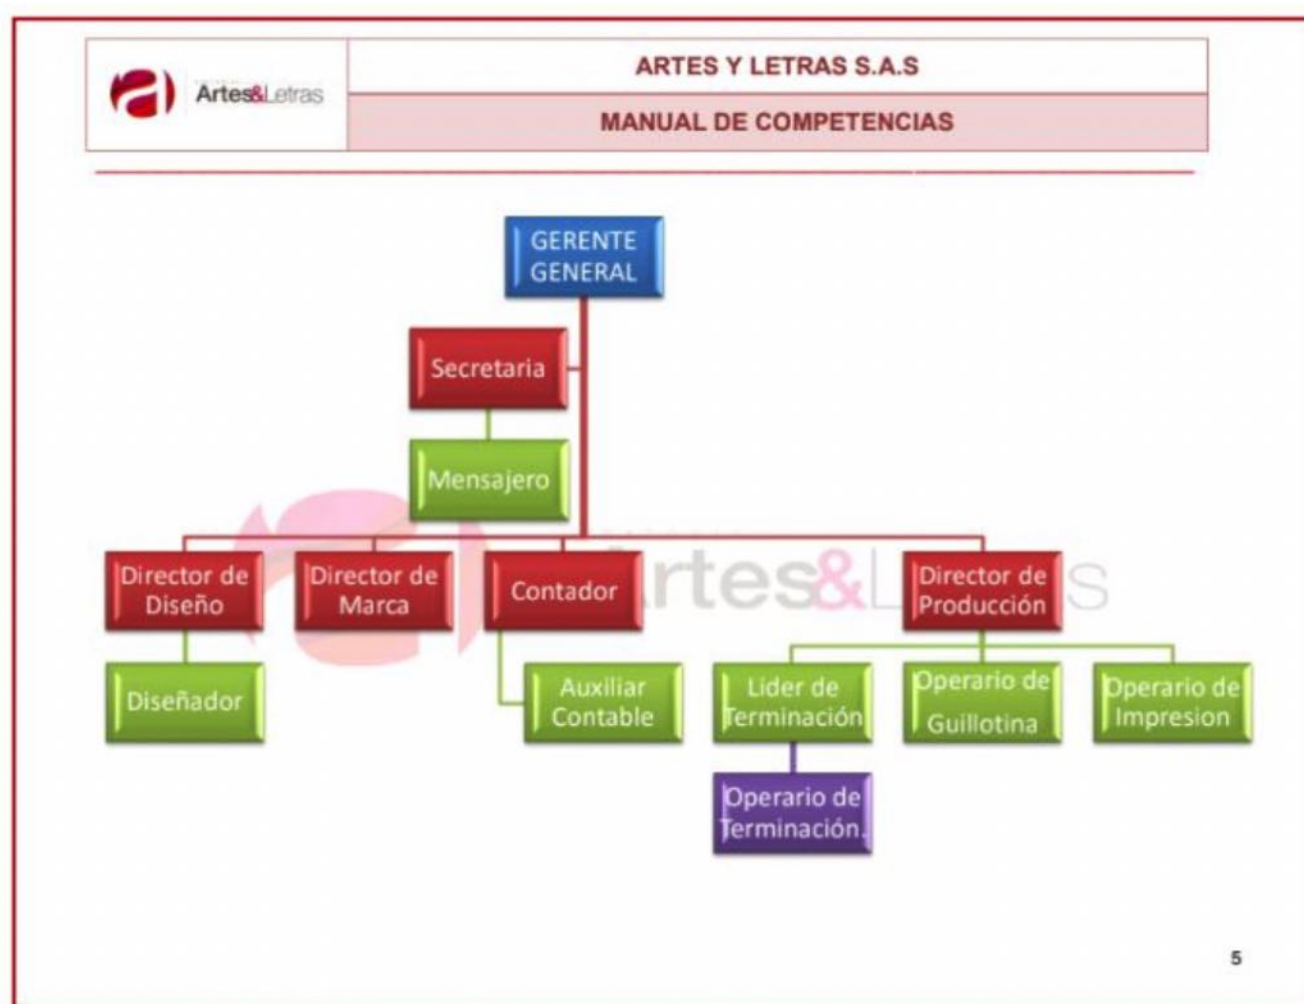 Artes&Letras
ARTES Y LETRAS S.A.S
MANUAL DE COMPETENCIAS
GERENTE
GENERAL
Secretaria
Mensajero
Director de
Diseño
Director de
Marca
Contador
Director de
Producción
Diseñador
Auxiliar
Contable
Lider de
Terminación
Operario de
Guillotina
Operario de
Impresion
Operario de
Terminación.
5